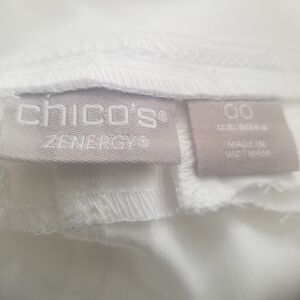 chico's®
ZENERGY®
00
U.S. SIZE
MADE IN
VIETNAM